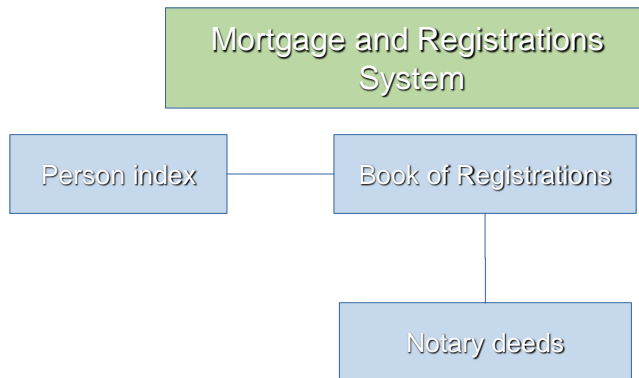 Mortgage and Registrations
System
Person index
Book of Registrations
Notary deeds